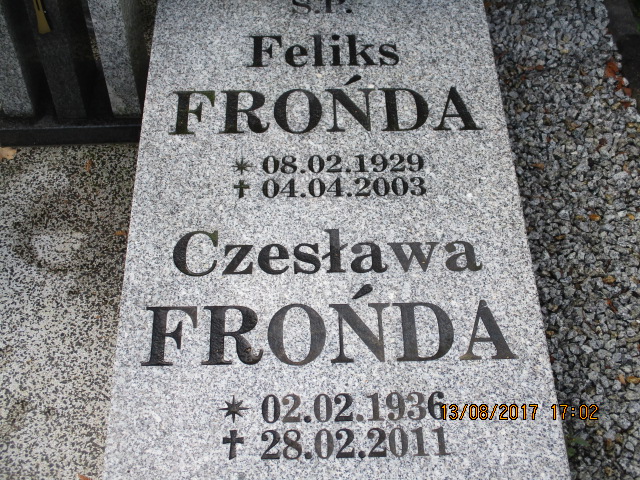 Ś.P.
Feliks
FROŃDA
* 08.02.1929
✝ 04.04.2003
Czesława
FROŃDA
* 02.02.1936
✝ 28.02.2011
13/08/2017 17:02